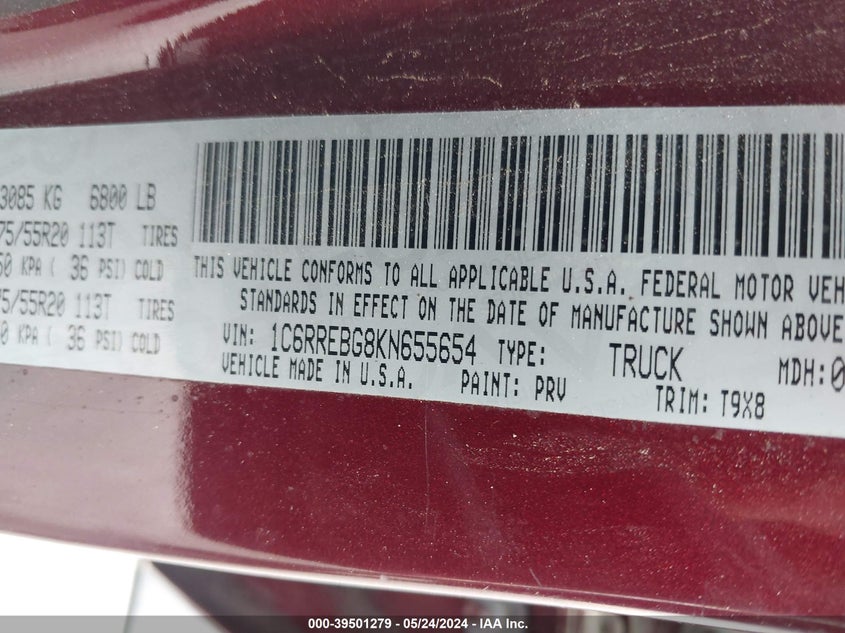 3085 KG 6800 LB
75/55R20 113T TIRES
50 KPA ( 36 PSI) COLD
75/55R20 113T TIRES
50 KPA ( 36 PSI) COLD
THIS VEHICLE CONFORMS TO ALL APPLICABLE U.S.A. FEDERAL MOTOR VEH
STANDARDS IN EFFECT ON THE DATE OF MANUFACTURE SHOWN ABOVE
VIN: 1C6RREBG8KN655654 TYPE: TRUCK MDH:0
VEHICLE MADE IN U.S.A. PAINT: PRV TRIM: T9X8
000-39501279 - 05/24/2024 - IAA Inc.